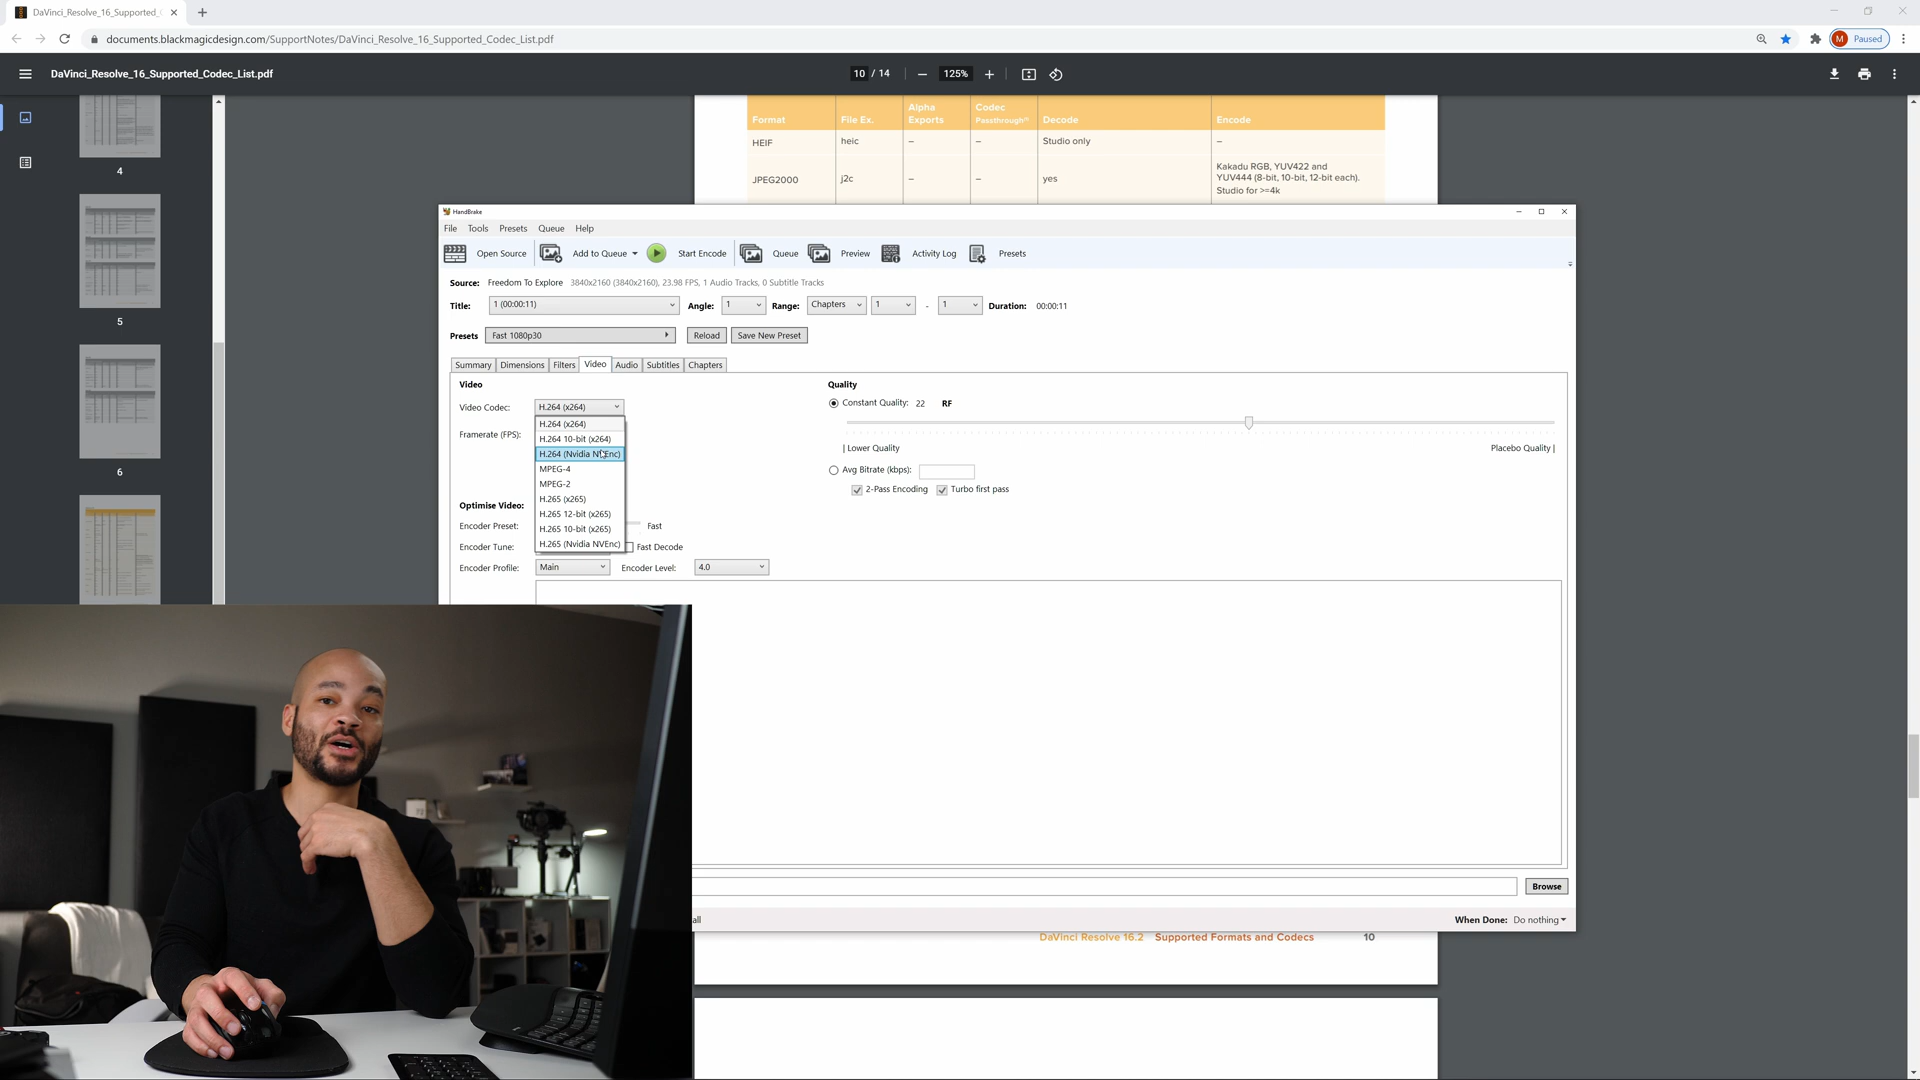 DaVinci_Resolve_16_Supported_
documents.blackmagicdesign.com/SupportNotes/DaVinci_Resolve_16_Supported_Codec_List.pdf
M Paused
DaVinci_Resolve_16_Supported_Codec_List.pdf
10 / 14
125%
4
5
6
Format File Ex. Alpha Exports Codec Passthrough Decode Encode
HEIF heic – – Studio only –
JPEG2000 j2c – – yes Kakadu RGB, YUV422 and
YUV444 (8-bit, 10-bit, 12-bit each).
Studio for >=4k
HandBrake
File Tools Presets Queue Help
Open Source Add to Queue Start Encode Queue Preview Activity Log Presets
Source: Freedom To Explore 3840x2160 (3840x2160), 23.98 FPS, 1 Audio Tracks, 0 Subtitle Tracks
Title: 1 (00:00:11) Angle: 1 Range: Chapters 1 - 1 Duration: 00:00:11
Presets Fast 1080p30 Reload Save New Preset
Summary Dimensions Filters Video Audio Subtitles Chapters
Video
Video Codec: H.264 (x264)
Framerate (FPS):
H.264 (x264)
H.264 10-bit (x264)
H.264 (Nvidia NVEnc)
MPEG-4
MPEG-2
H.265 (x265)
H.265 12-bit (x265)
H.265 10-bit (x265)
H.265 (Nvidia NVEnc)
Quality
Constant Quality: 22 RF
| Lower Quality Placebo Quality |
Avg Bitrate (kbps):
2-Pass Encoding Turbo first pass
Optimise Video:
Encoder Preset: Fast
Encoder Tune: Fast Decode
Encoder Profile: Main Encoder Level: 4.0
Browse
all
When Done: Do nothing
DaVinci Resolve 16.2 Supported Formats and Codecs 10